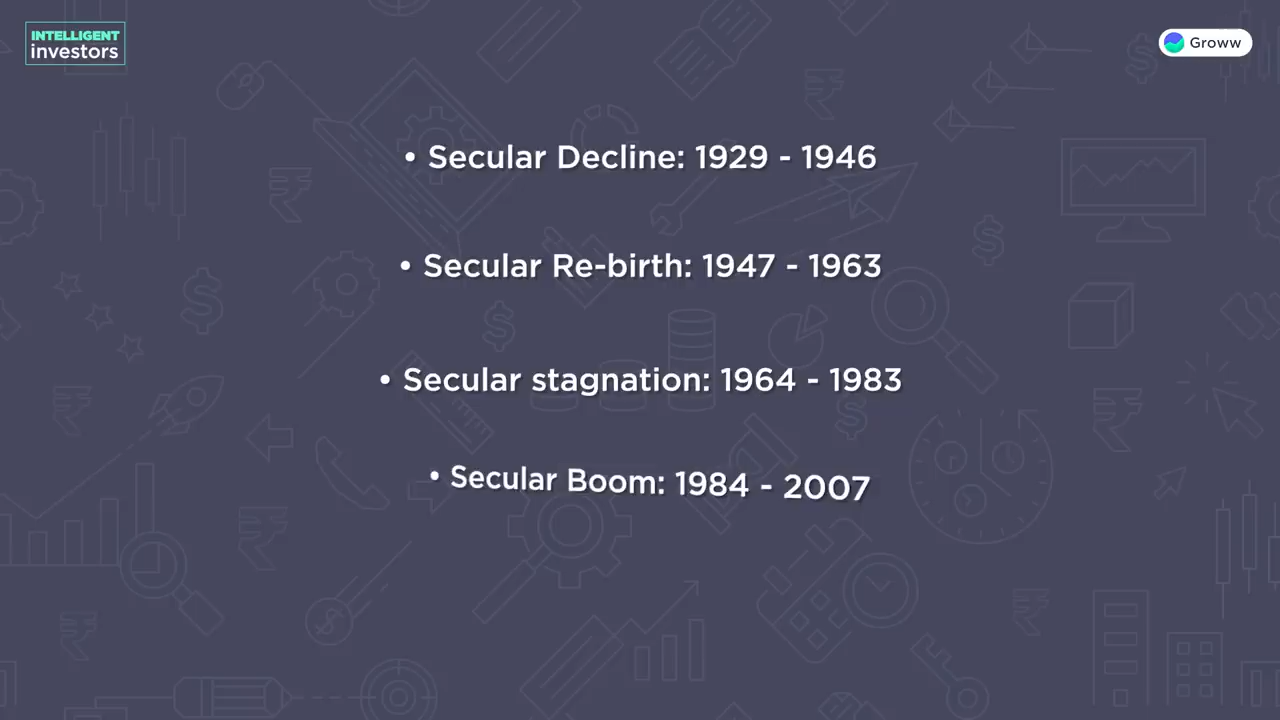 INTELLIGENT
investors
Groww
• Secular Decline: 1929 - 1946
• Secular Re-birth: 1947 - 1963
• Secular stagnation: 1964 - 1983
• Secular Boom: 1984 - 2007